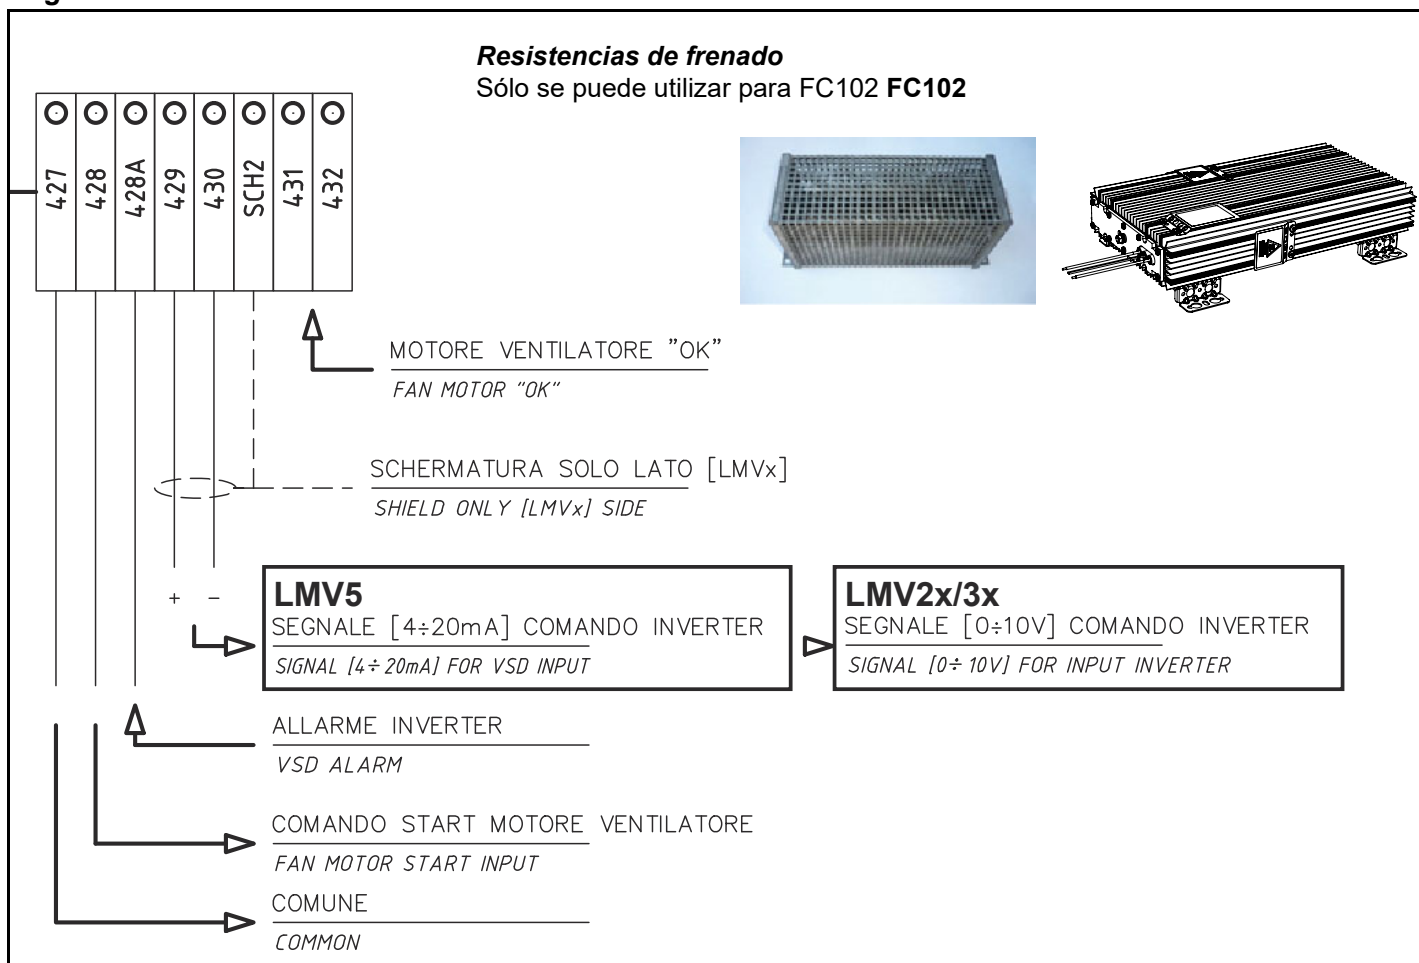 Resistencias de frenado
Sólo se puede utilizar para FC102 FC102
427
428
428A
429
430
SCH2
431
432
MOTORE VENTILATORE "OK"
FAN MOTOR "OK"
SCHERMATURA SOLO LATO [LMVx]
SHIELD ONLY [LMVx] SIDE
+ −
LMV5
SEGNALE [4÷20mA] COMANDO INVERTER
SIGNAL [4÷20mA] FOR VSD INPUT
LMV2x/3x
SEGNALE [0÷10V] COMANDO INVERTER
SIGNAL [0÷10V] FOR INPUT INVERTER
ALLARME INVERTER
VSD ALARM
COMANDO START MOTORE VENTILATORE
FAN MOTOR START INPUT
COMUNE
COMMON